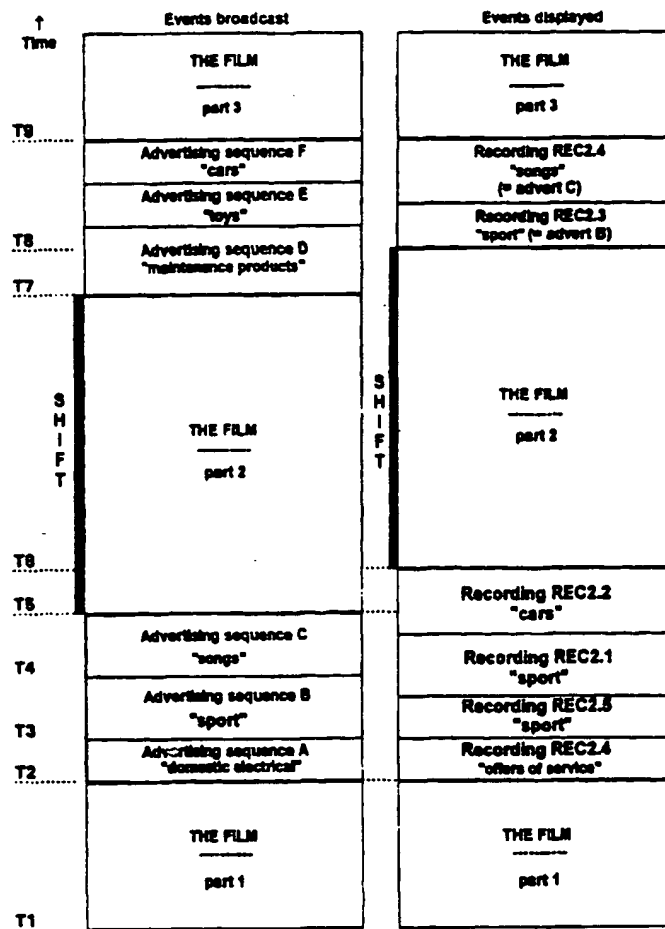 ↑
Time
Events broadcast
Events displayed
THE FILM
part 3
THE FILM
part 3
T9
Advertising sequence F
"cars"
Recording REC2.4
"songs"
(= advert C)
Advertising sequence E
"toys"
Recording REC2.3
"sport" (= advert B)
T8
Advertising sequence D
"maintenance products"
T7
SHIFT
THE FILM
part 2
SHIFT
THE FILM
part 2
T6
T5
Recording REC2.2
"cars"
Advertising sequence C
"songs"
T4
Recording REC2.1
"sport"
Advertising sequence B
"sport"
Recording REC2.5
"sport"
T3
Advertising sequence A
"domestic electrical"
Recording REC2.4
"offers of service"
T2
THE FILM
part 1
THE FILM
part 1
T1